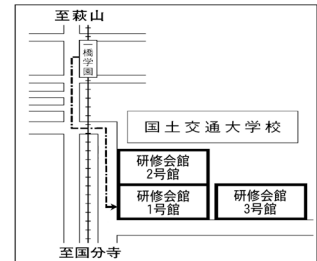 至萩山
一橋学園
国土交通大学校
研修会館
2号館
研修会館
1号館
研修会館
3号館
至国分寺